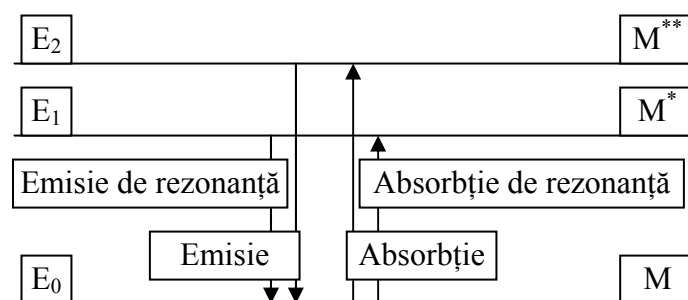 E₂ M**
E₁ M*
Emisie de rezonanță Absorbție de rezonanță
Emisie Absorbție
E₀ M